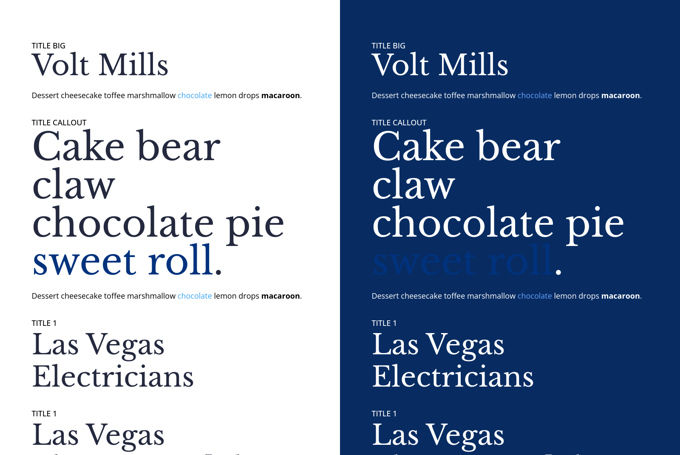 TITLE BIG
Volt Mills
Dessert cheesecake toffee marshmallow chocolate lemon drops macaroon.
TITLE CALLOUT
Cake bear
claw
chocolate pie
sweet roll.
Dessert cheesecake toffee marshmallow chocolate lemon drops macaroon.
TITLE 1
Las Vegas
Electricians
TITLE 1
Las Vegas
TITLE BIG
Volt Mills
Dessert cheesecake toffee marshmallow chocolate lemon drops macaroon.
TITLE CALLOUT
Cake bear
claw
chocolate pie
sweet roll.
Dessert cheesecake toffee marshmallow chocolate lemon drops macaroon.
TITLE 1
Las Vegas
Electricians
TITLE 1
Las Vegas